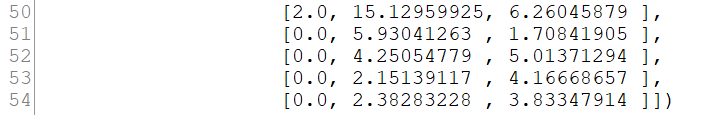 50 [2.0, 15.12959925, 6.26045879 ],
51 [0.0, 5.93041263 , 1.70841905 ],
52 [0.0, 4.25054779 , 5.01371294 ],
53 [0.0, 2.15139117 , 4.16668657 ],
54 [0.0, 2.38283228 , 3.83347914 ]])